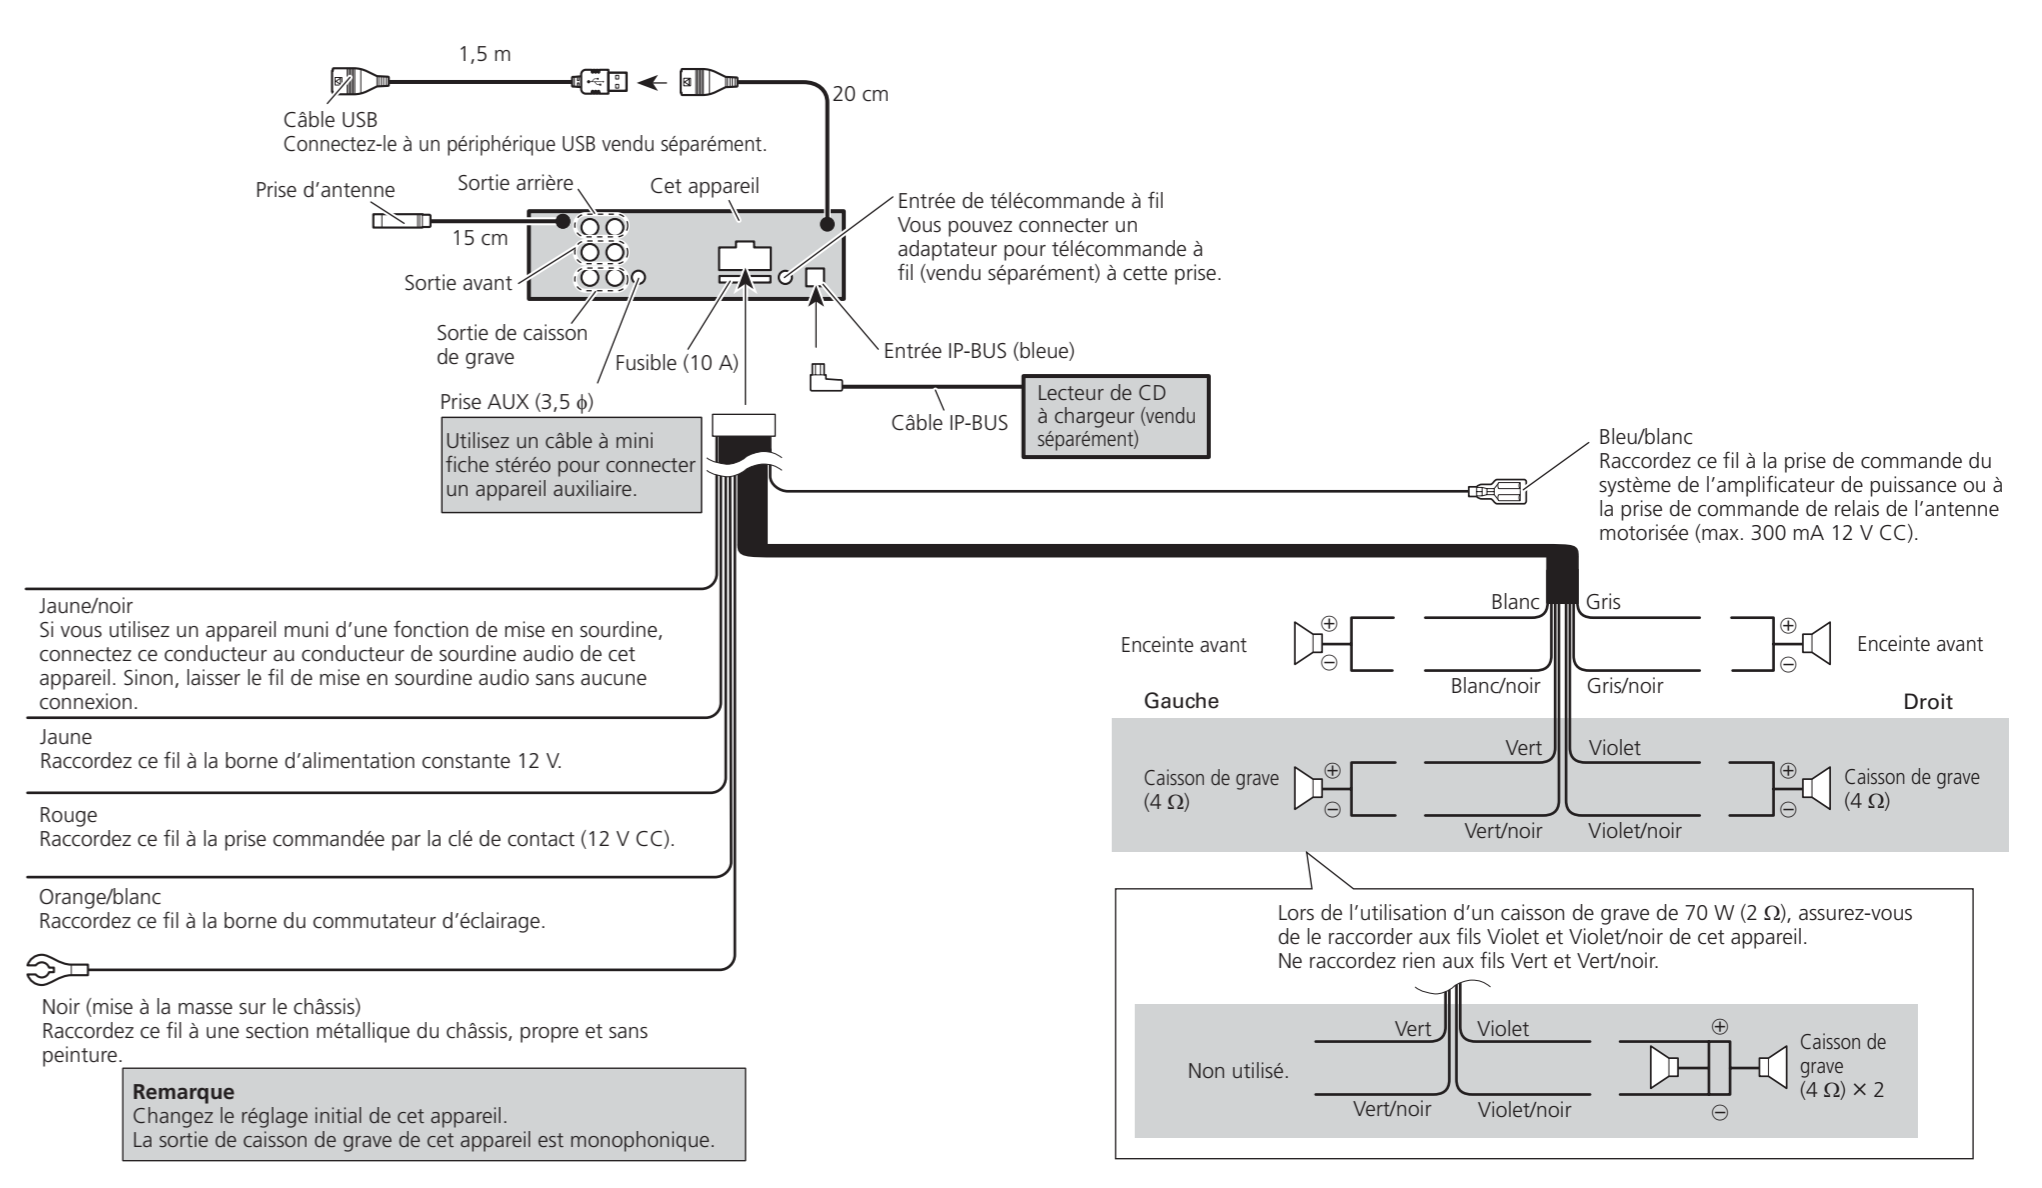 1,5 m
20 cm
Câble USB
Connectez-le à un périphérique USB vendu séparément.
Prise d’antenne
Sortie arrière
Cet appareil
15 cm
Sortie avant
Entrée de télécommande à fil
Vous pouvez connecter un
adaptateur pour télécommande à
fil (vendu séparément) à cette prise.
Sortie de caisson
de grave
Fusible (10 A)
Entrée IP-BUS (bleue)
Prise AUX (3,5 ϕ)
Utilisez un câble à mini
fiche stéréo pour connecter
un appareil auxiliaire.
Câble IP-BUS
Lecteur de CD
à chargeur (vendu
séparément)
Bleu/blanc
Raccordez ce fil à la prise de commande du
système de l’amplificateur de puissance ou à
la prise de commande de relais de l’antenne
motorisée (max. 300 mA 12 V CC).
Jaune/noir
Si vous utilisez un appareil muni d’une fonction de mise en sourdine,
connectez ce conducteur au conducteur de sourdine audio de cet
appareil. Sinon, laisser le fil de mise en sourdine audio sans aucune
connexion.
Jaune
Raccordez ce fil à la borne d’alimentation constante 12 V.
Rouge
Raccordez ce fil à la prise commandée par la clé de contact (12 V CC).
Orange/blanc
Raccordez ce fil à la borne du commutateur d’éclairage.
Noir (mise à la masse sur le châssis)
Raccordez ce fil à une section métallique du châssis, propre et sans
peinture.
Remarque
Changez le réglage initial de cet appareil.
La sortie de caisson de grave de cet appareil est monophonique.
Blanc
Gris
Enceinte avant
⊕
⊖
⊕
⊖
Enceinte avant
Blanc/noir
Gris/noir
Gauche
Droit
Vert
Violet
Caisson de grave
(4 Ω)
⊕
⊖
⊕
⊖
Caisson de grave
(4 Ω)
Vert/noir
Violet/noir
Lors de l’utilisation d’un caisson de grave de 70 W (2 Ω), assurez-vous
de le raccorder aux fils Violet et Violet/noir de cet appareil.
Ne raccordez rien aux fils Vert et Vert/noir.
Vert
Violet
Non utilisé.
⊕
⊖
Caisson de
grave
(4 Ω) × 2
Vert/noir
Violet/noir